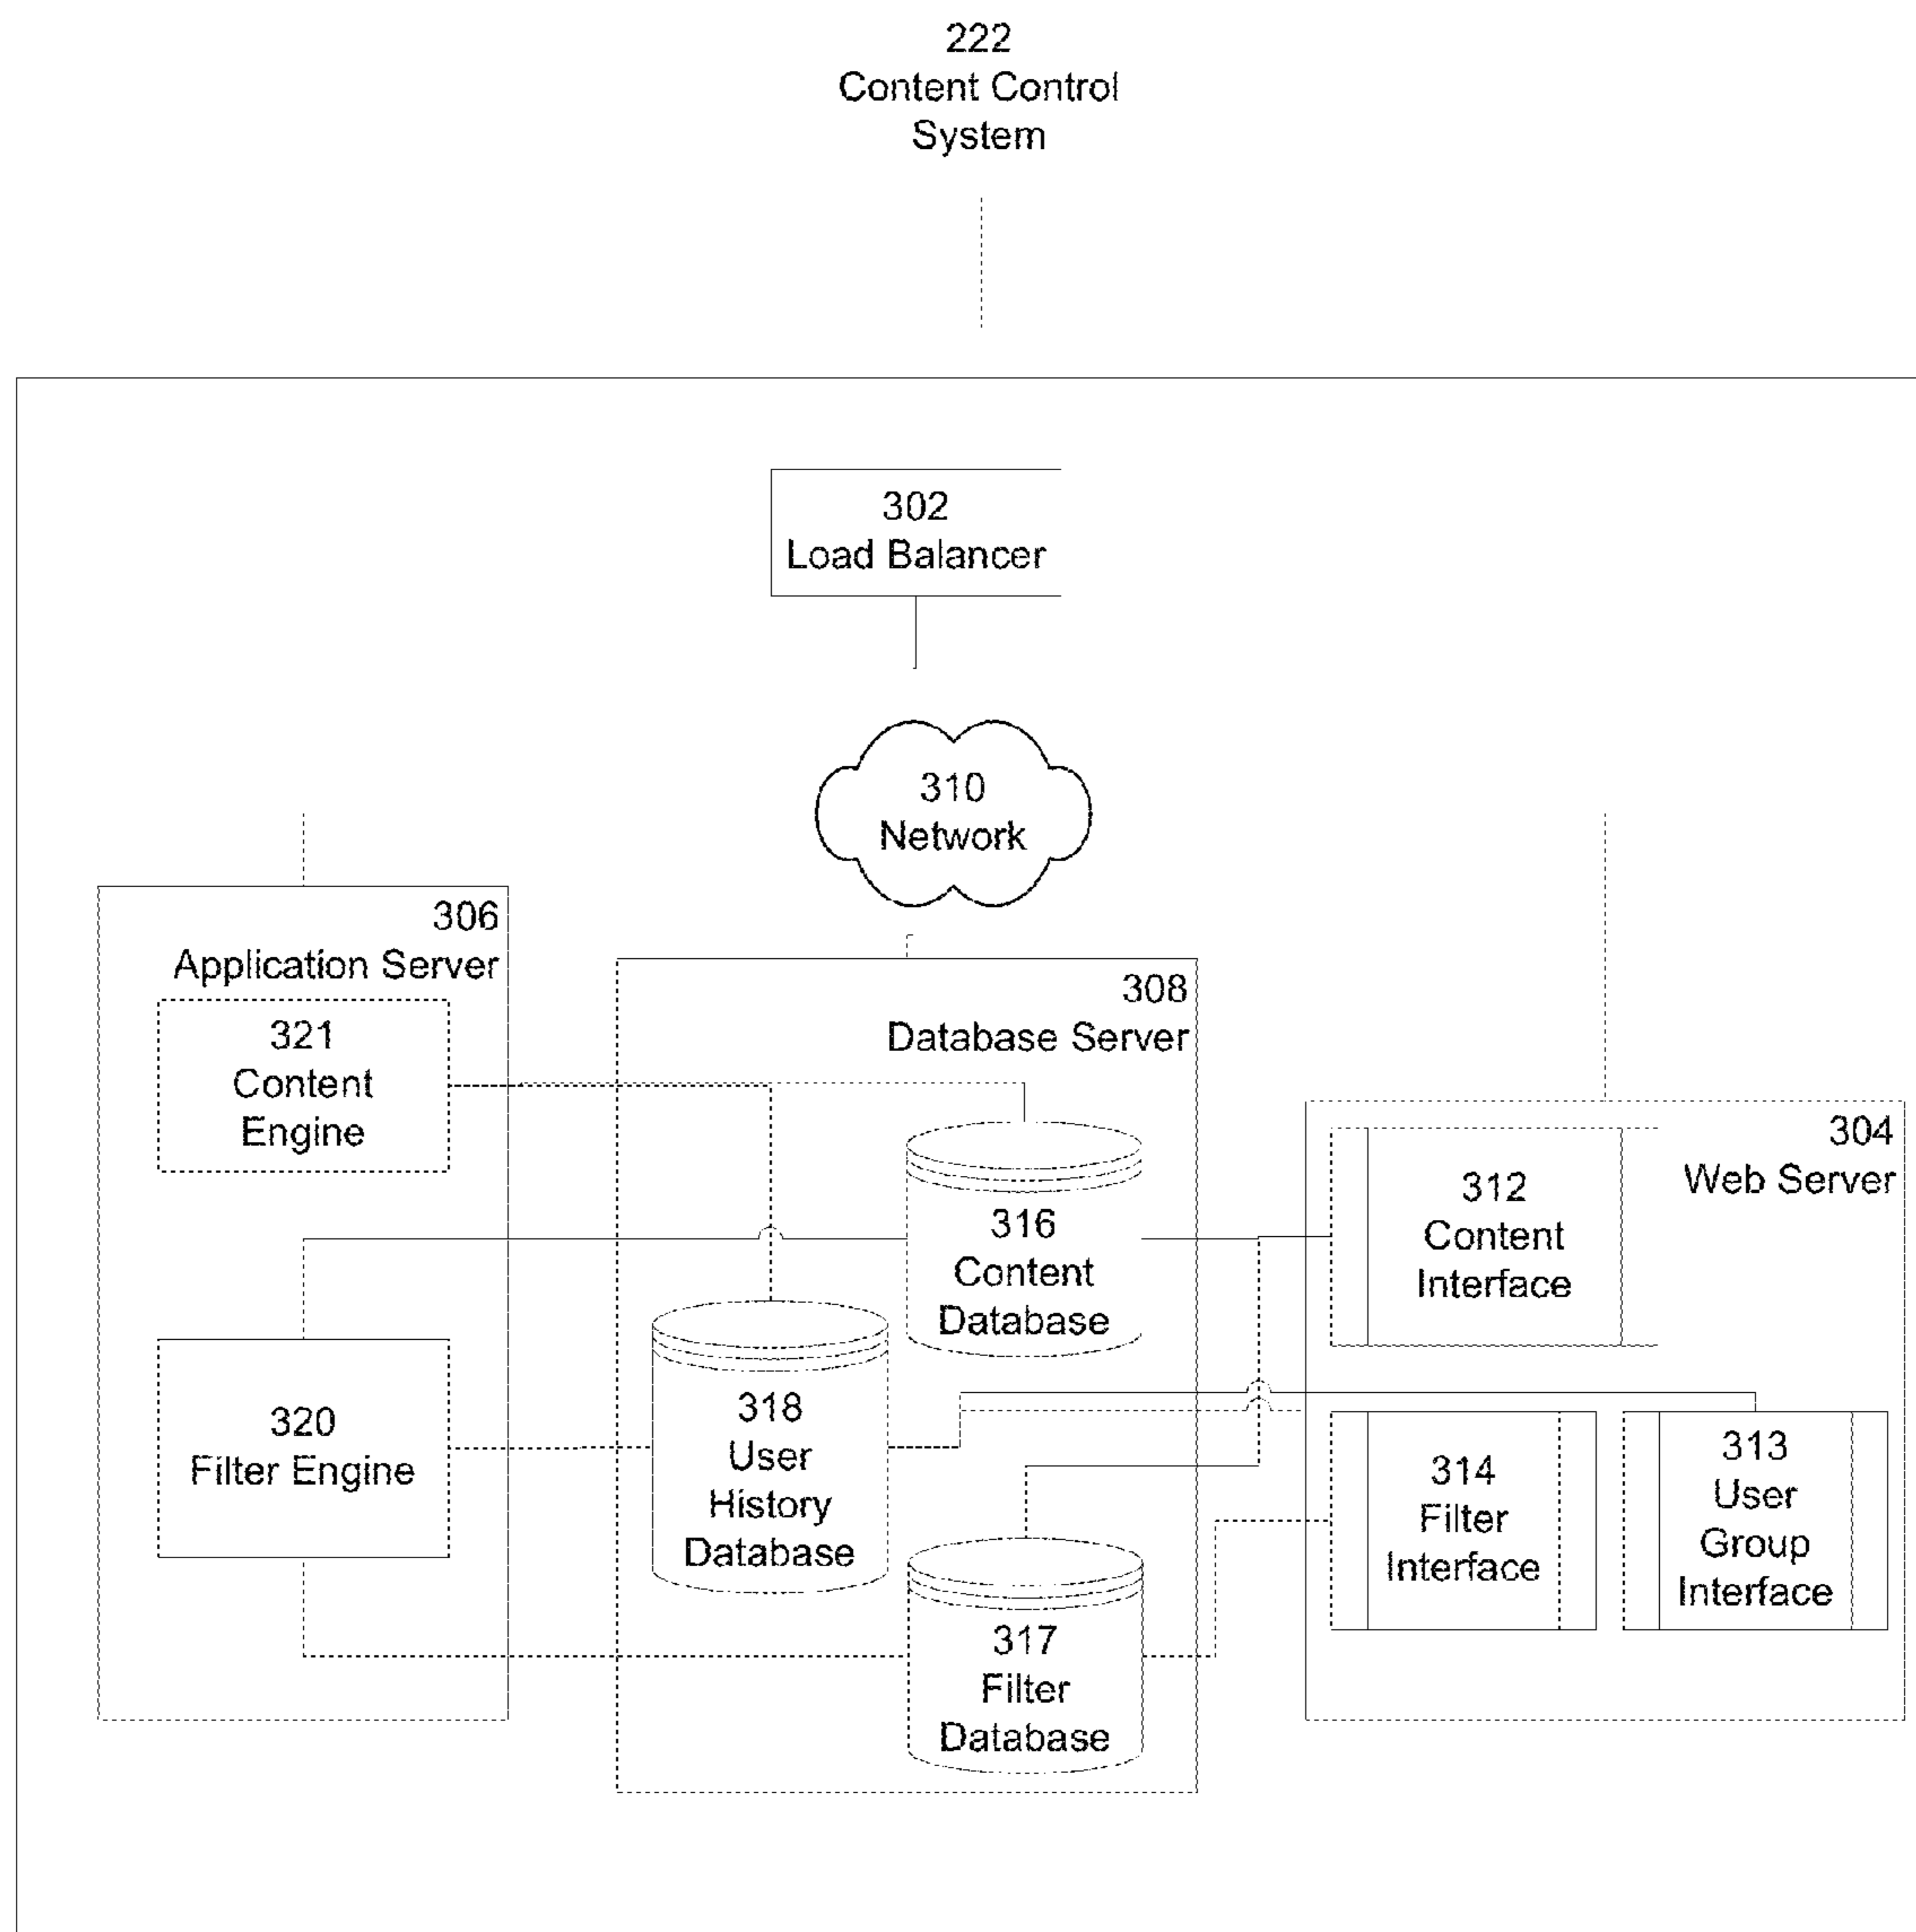 222
Content Control
System
302
Load Balancer
310
Network
306
Application Server
321
Content
Engine
320
Filter Engine
308
Database Server
316
Content
Database
318
User
History
Database
317
Filter
Database
304
Web Server
312
Content
Interface
314
Filter
Interface
313
User
Group
Interface